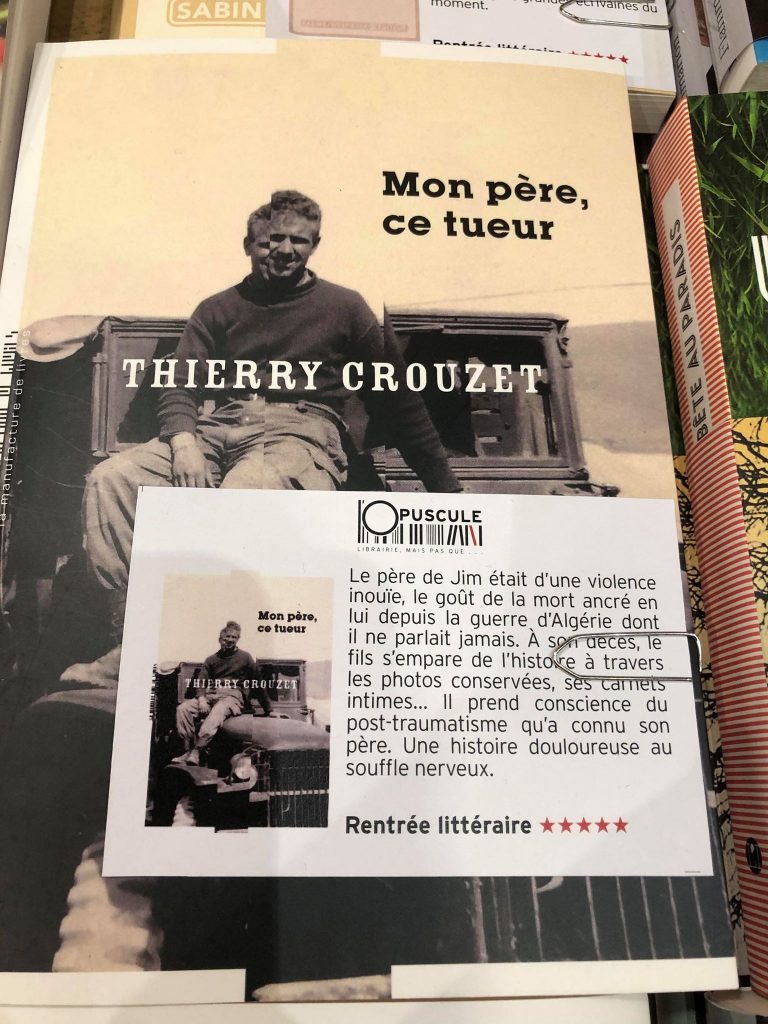 SABIN
moment.
Rentrée littéraire ★★★★★
Mon père,
ce tueur
THIERRY CROUZET
la manufacture de livres
BÊTE AU PARADIS
l'OPUSCULE
LIBRAIRIE, MAIS PAS QUE ...
Mon père,
ce tueur
THIERRY CROUZET
Le père de Jim était d'une violence
inouïe, le goût de la mort ancré en
lui depuis la guerre d'Algérie dont
il ne parlait jamais. À son décès, le
fils s'empare de l'histoire à travers
les photos conservées, ses carnets
intimes... Il prend conscience du
post-traumatisme qu'a connu son
père. Une histoire douloureuse au
souffle nerveux.
Rentrée littéraire ★★★★★